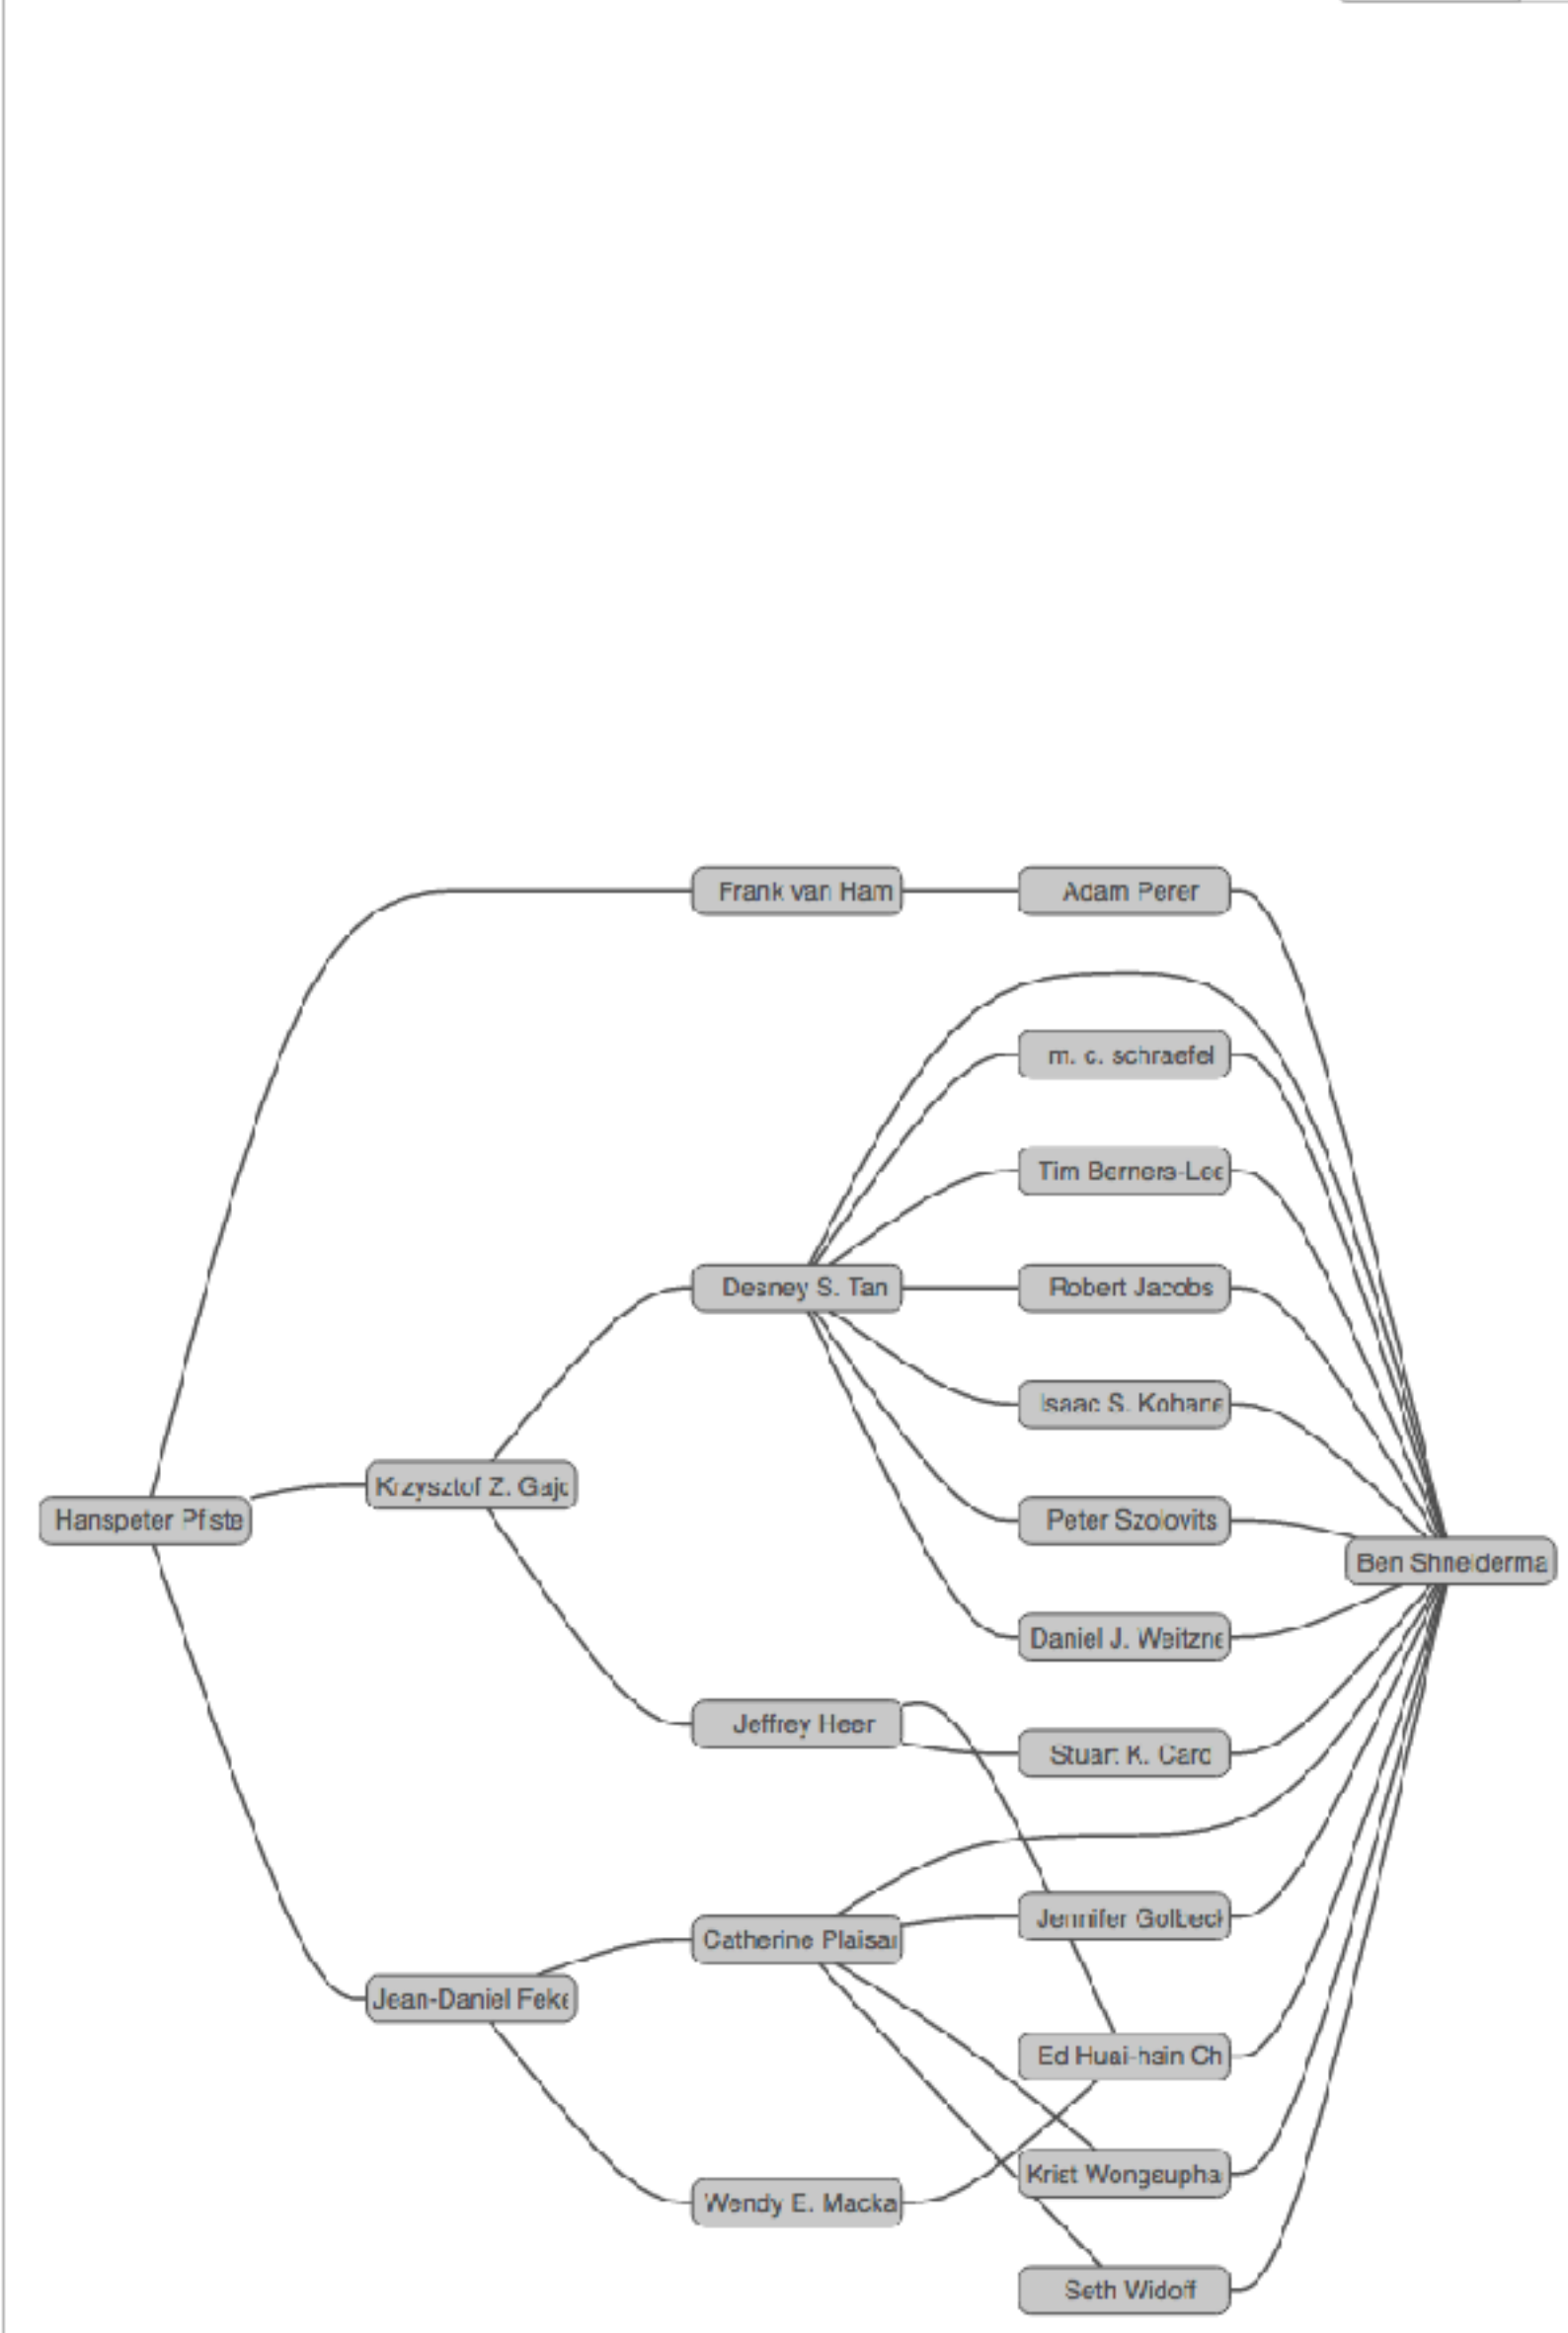 Frank van Ham
Adam Perer
m. c. schraefel
Tim Berners-Lee
Desney S. Tan
Robert Jacobs
Isaac S. Kohane
Krzysztof Z. Gajc
Hanspeter Pfiste
Peter Szolovits
Ben Shneiderma
Daniel J. Weitzne
Jeffrey Heer
Stuart K. Card
Catherine Plaisar
Jennifer Golbeck
Jean-Daniel Feke
Ed Huai-hsin Ch
Wendy E. Macka
Krist Wongsupha
Seth Widoff